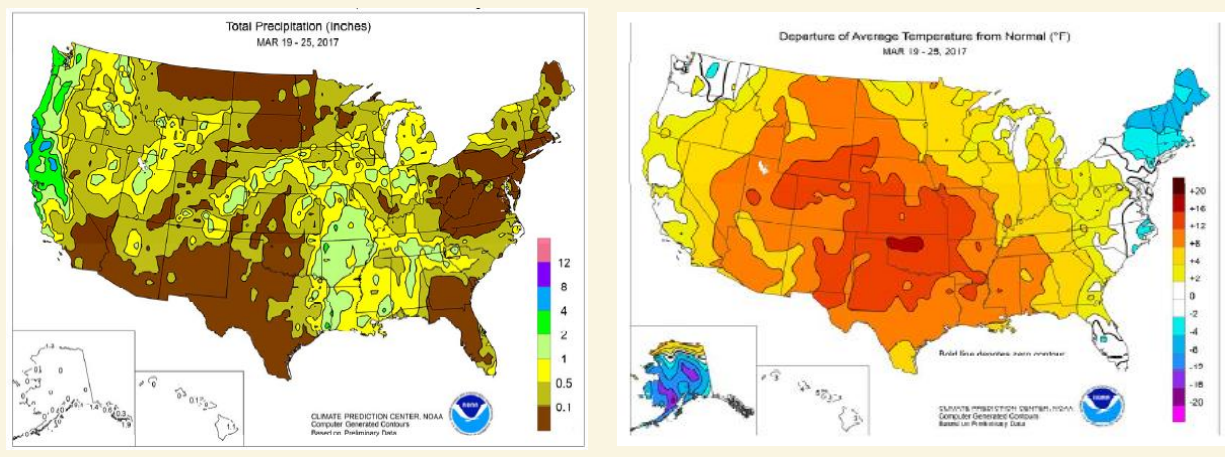 Total Precipitation (Inches)
MAR 19 - 25, 2017
12
8
4
2
1
0.5
0.1
CLIMATE PREDICTION CENTER, NOAA
Computer Generated Contours
Based on Preliminary Data
Departure of Average Temperature from Normal (°F)
MAR 19 - 25, 2017
+20
+16
+12
+8
+4
+2
0
-2
-4
-8
-16
-20
Bold line denotes zero contour
CLIMATE PREDICTION CENTER, NOAA
Computer Generated Contours
Based on Preliminary Data